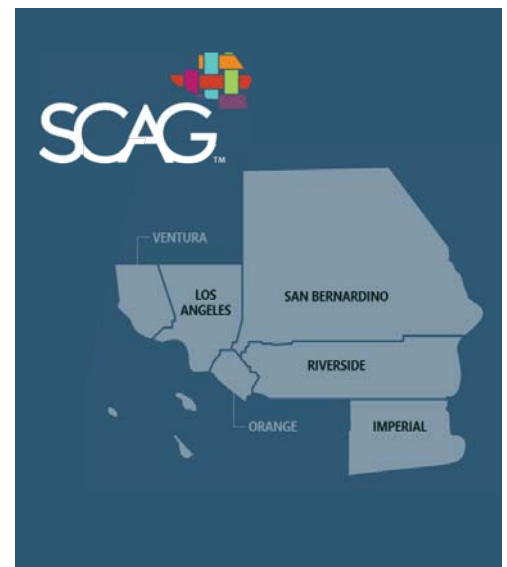 SCAG
TM
VENTURA
LOS
ANGELES
SAN BERNARDINO
RIVERSIDE
ORANGE
IMPERIAL